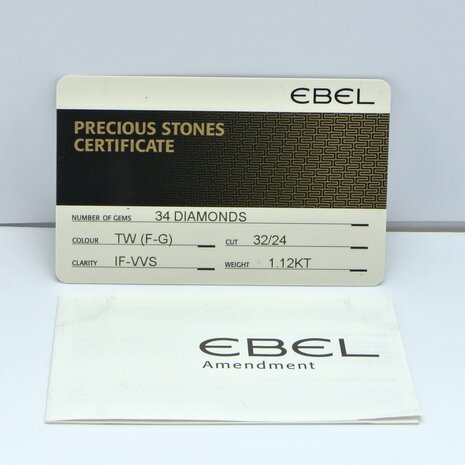 EBEL
PRECIOUS STONES
CERTIFICATE
NUMBER OF GEMS 34 DIAMONDS
COLOUR TW (F-G) CUT 32/24
CLARITY IF-VVS WEIGHT 1.12KT
EBEL
Amendment